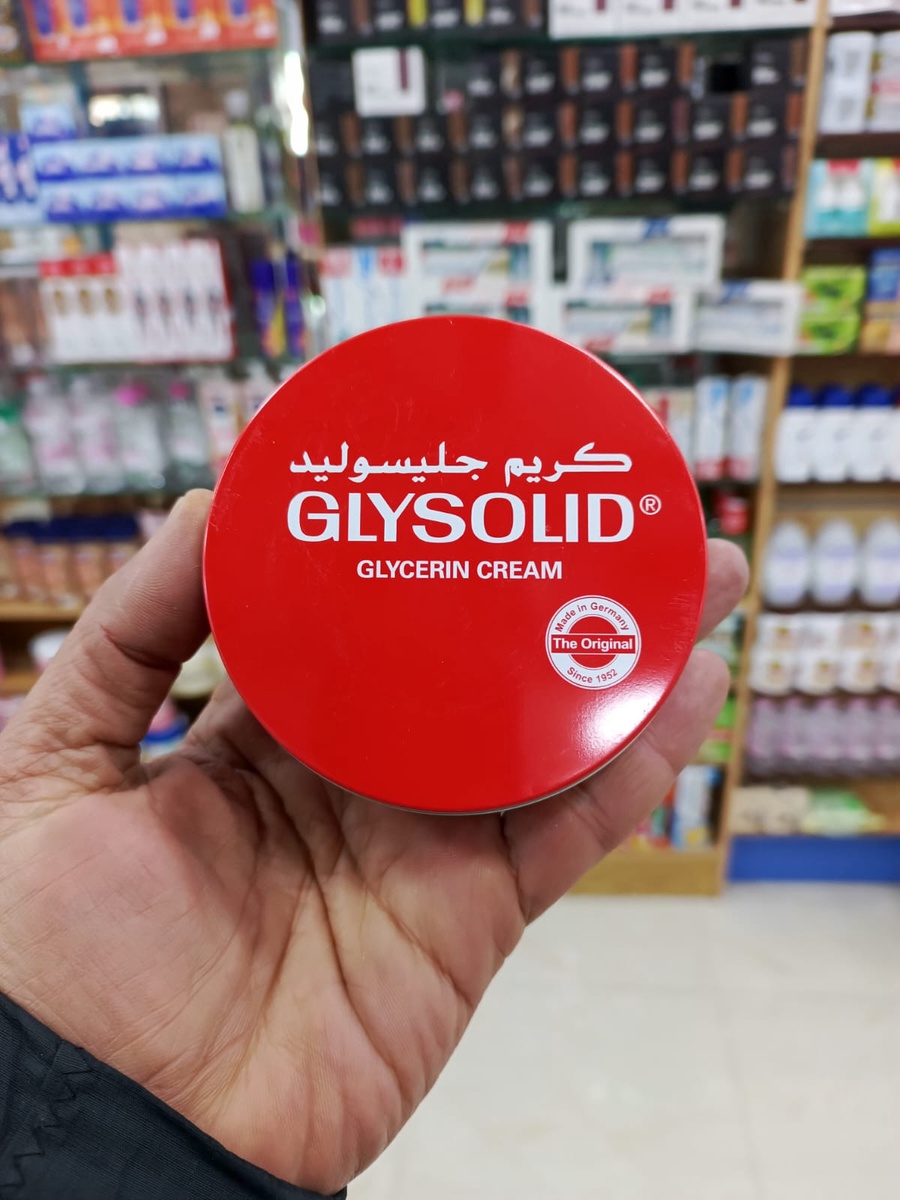 كريم جليسوليد
GLYSOLID®
GLYCERIN CREAM
Made in Germany
The Original
Since 1952